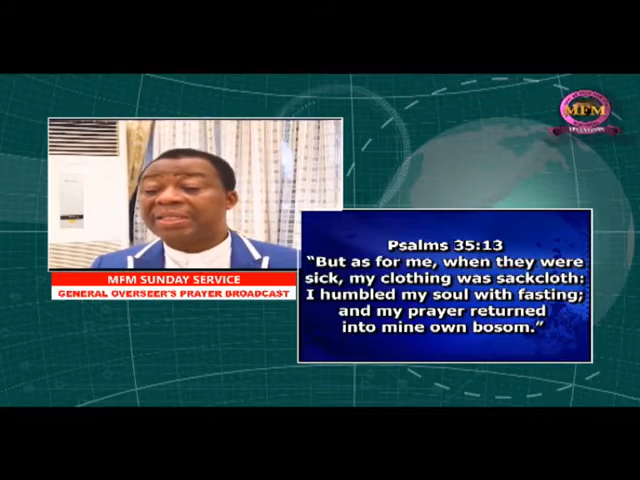 MFM
TELEVISION
Psalms 35:13
"But as for me, when they were
sick, my clothing was sackcloth:
I humbled my soul with fasting;
and my prayer returned
into mine own bosom."
MFM SUNDAY SERVICE
GENERAL OVERSEER'S PRAYER BROADCAST